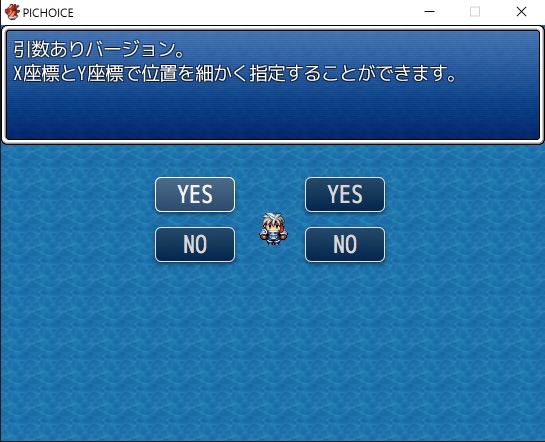 PICHOICE
引数ありバージョン。
X座標とY座標で位置を細かく指定することができます。
YES YES
NO NO